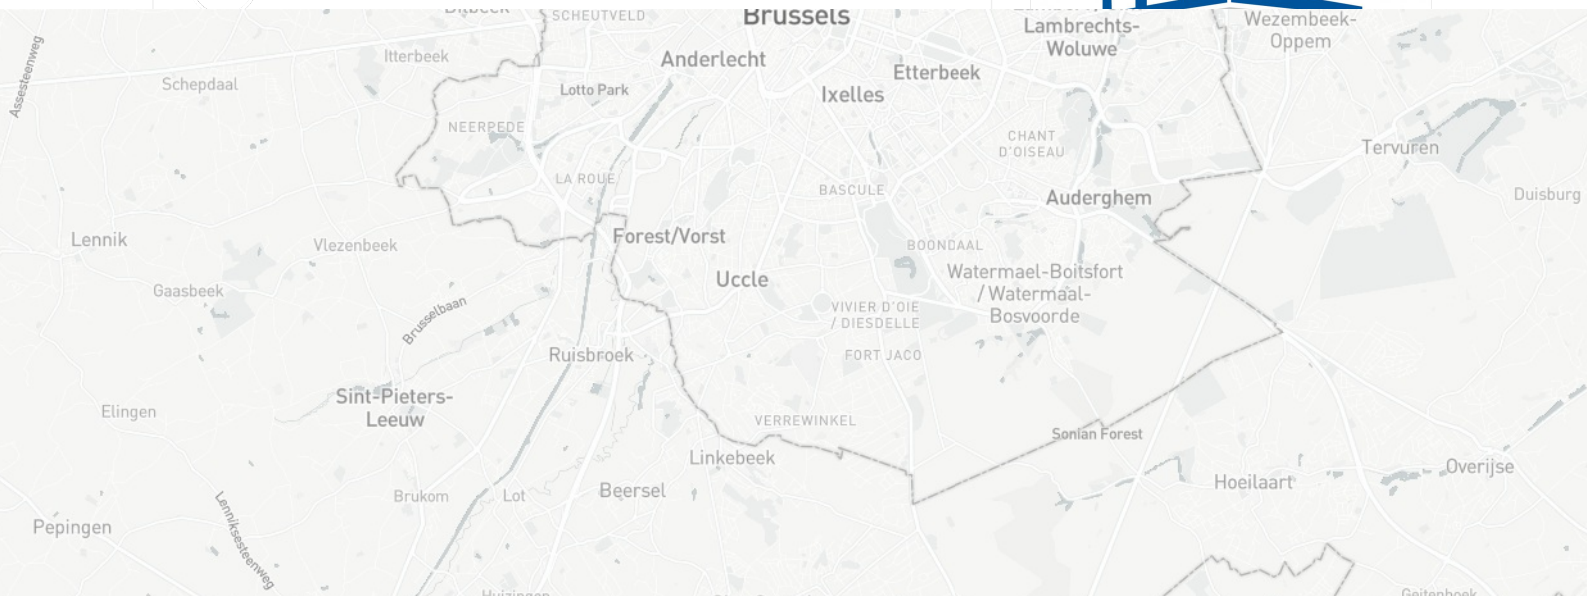 Dilbeek
SCHEUTVELD
Brussels
Lambrechts-
Woluwe
Wezembeek-
Oppem
Assesteenweg
Itterbeek
Schepdaal
Anderlecht
Etterbeek
Lotto Park
Ixelles
NEERPEDE
CHANT
D'OISEAU
Tervuren
LA ROUE
BASCULE
Auderghem
Duisburg
Lennik
Vlezenbeek
Forest/Vorst
BOONDAAL
Gaasbeek
Uccle
Watermael-Boitsfort
/ Watermaal-
Bosvoorde
Brusselbaan
VIVIER D'OIE
/ DIESDELLE
Ruisbroek
FORT JACO
Sint-Pieters-
Leeuw
Elingen
VERREWINKEL
Sonian Forest
Linkebeek
Overijse
Hoeilaart
Brukom
Lot
Beersel
Pepingen
Lenniksesteenweg
Huizingen